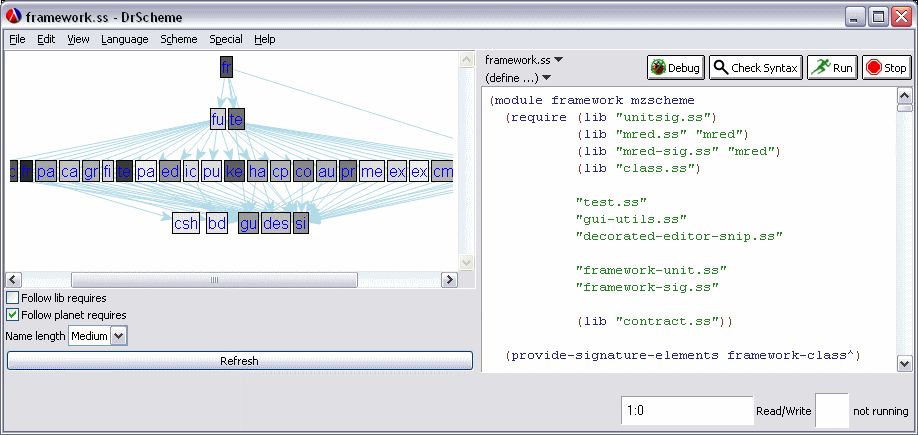 framework.ss - DrScheme
File Edit View Language Scheme Special Help
fr
fu te
pa ca gr fi te pa ed ic pu ke ha cp co au pr me ex ex cm
csh bd gu des si
Follow lib requires
Follow planet requires
Name length Medium
Refresh
framework.ss
(define ...)
Debug Check Syntax Run Stop
(module framework mzscheme
(require (lib "unitsig.ss")
(lib "mred.ss" "mred")
(lib "mred-sig.ss" "mred")
(lib "class.ss")
"test.ss"
"gui-utils.ss"
"decorated-editor-snip.ss"
"framework-unit.ss"
"framework-sig.ss"
(lib "contract.ss"))
(provide-signature-elements framework-class^)
1:0 Read/Write not running